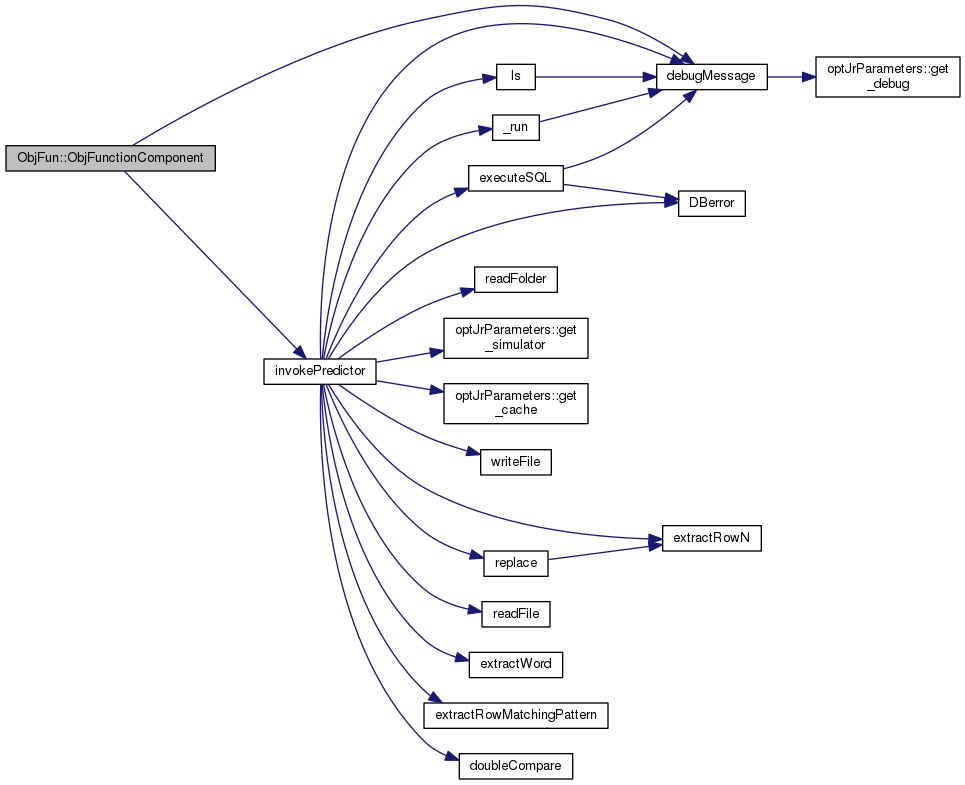 ObjFun::ObjFunctionComponent
invokePredictor
ls
_run
executeSQL
readFolder
optJrParameters::get
_simulator
optJrParameters::get
_cache
writeFile
replace
readFile
extractWord
extractRowMatchingPattern
doubleCompare
debugMessage
DBerror
extractRowN
optJrParameters::get
_debug